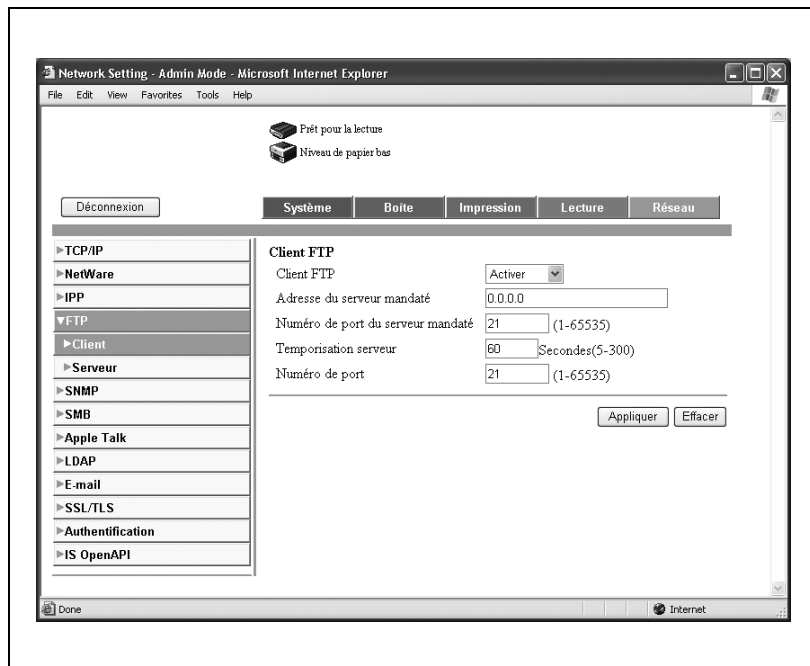 Network Setting - Admin Mode - Microsoft Internet Explorer
File Edit View Favorites Tools Help
Prêt pour la lecture
Niveau de papier bas
Déconnexion
Système Boîte Impression Lecture Réseau
TCP/IP
NetWare
IPP
FTP
Client
Serveur
SNMP
SMB
Apple Talk
LDAP
E-mail
SSL/TLS
Authentification
IS OpenAPI
Client FTP
Client FTP Activer
Adresse du serveur mandaté 0.0.0.0
Numéro de port du serveur mandaté 21 (1-65535)
Temporisation serveur 60 Secondes(5-300)
Numéro de port 21 (1-65535)
Appliquer Effacer
Done Internet